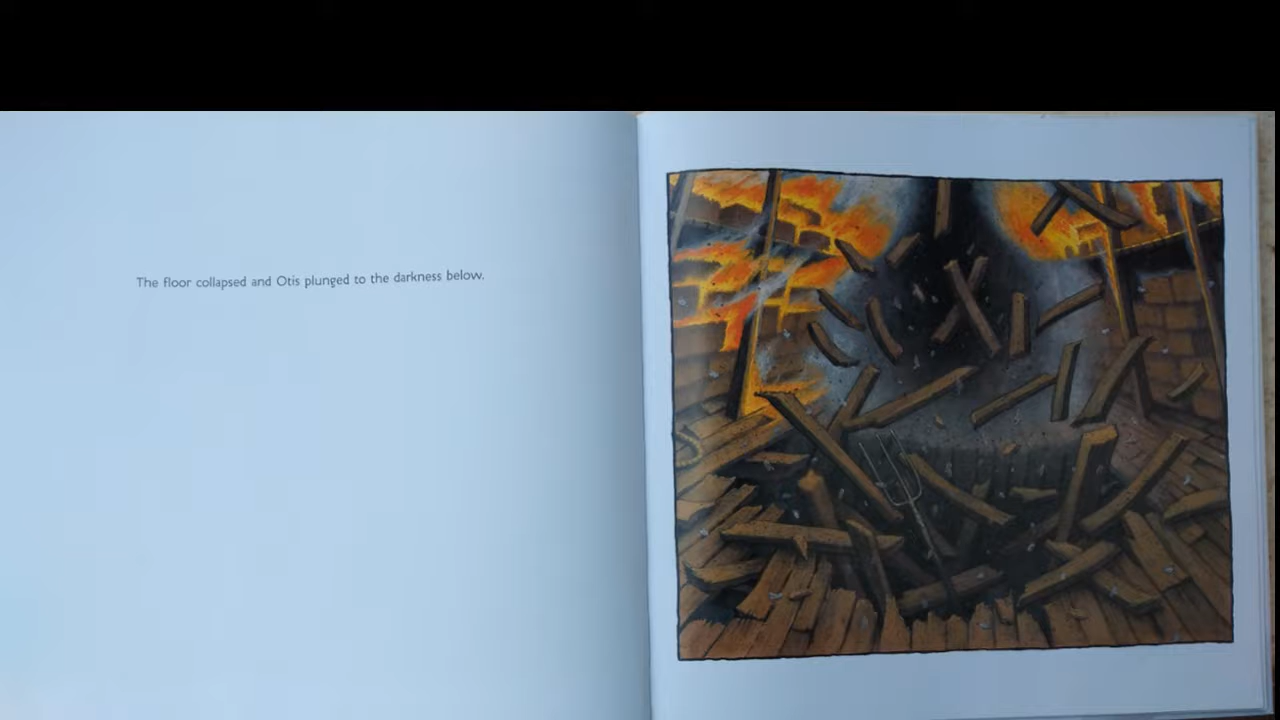 The floor collapsed and Otis plunged to the darkness below.